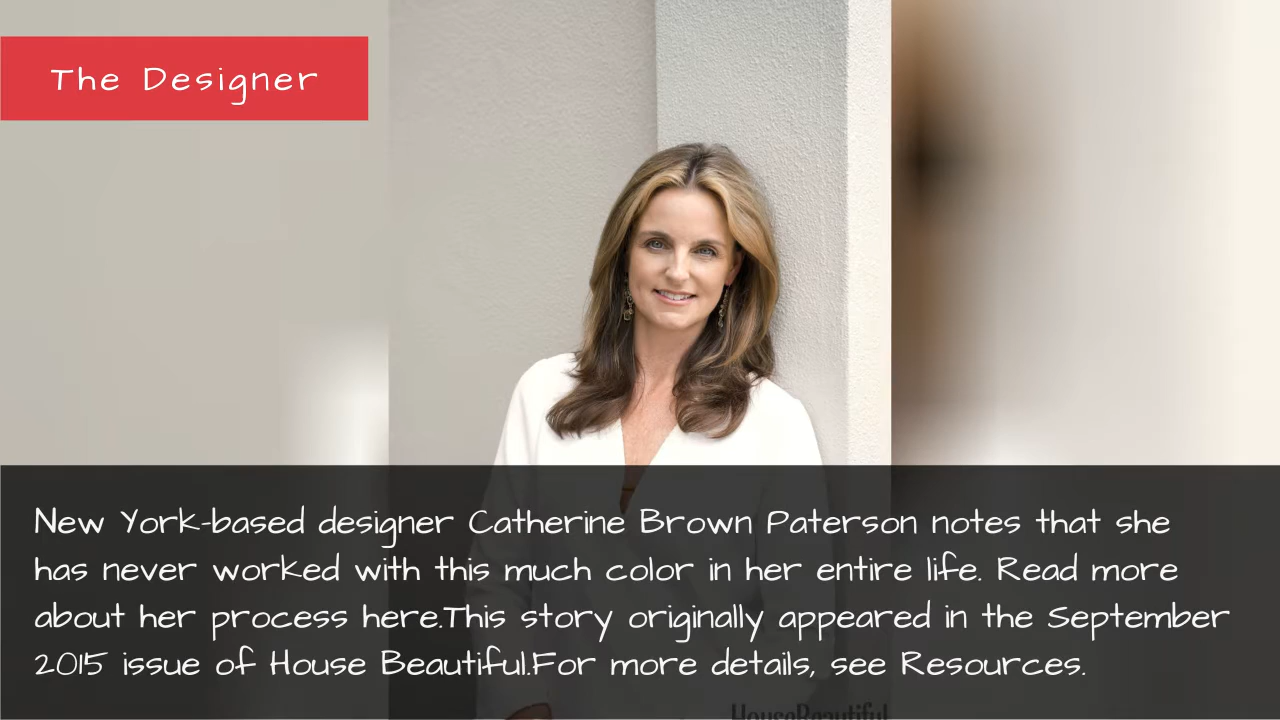 The Designer
New York-based designer Catherine Brown Paterson notes that she
has never worked with this much color in her entire life. Read more
about her process here.This story originally appeared in the September
2015 issue of House Beautiful.For more details, see Resources.
HouseBeautiful